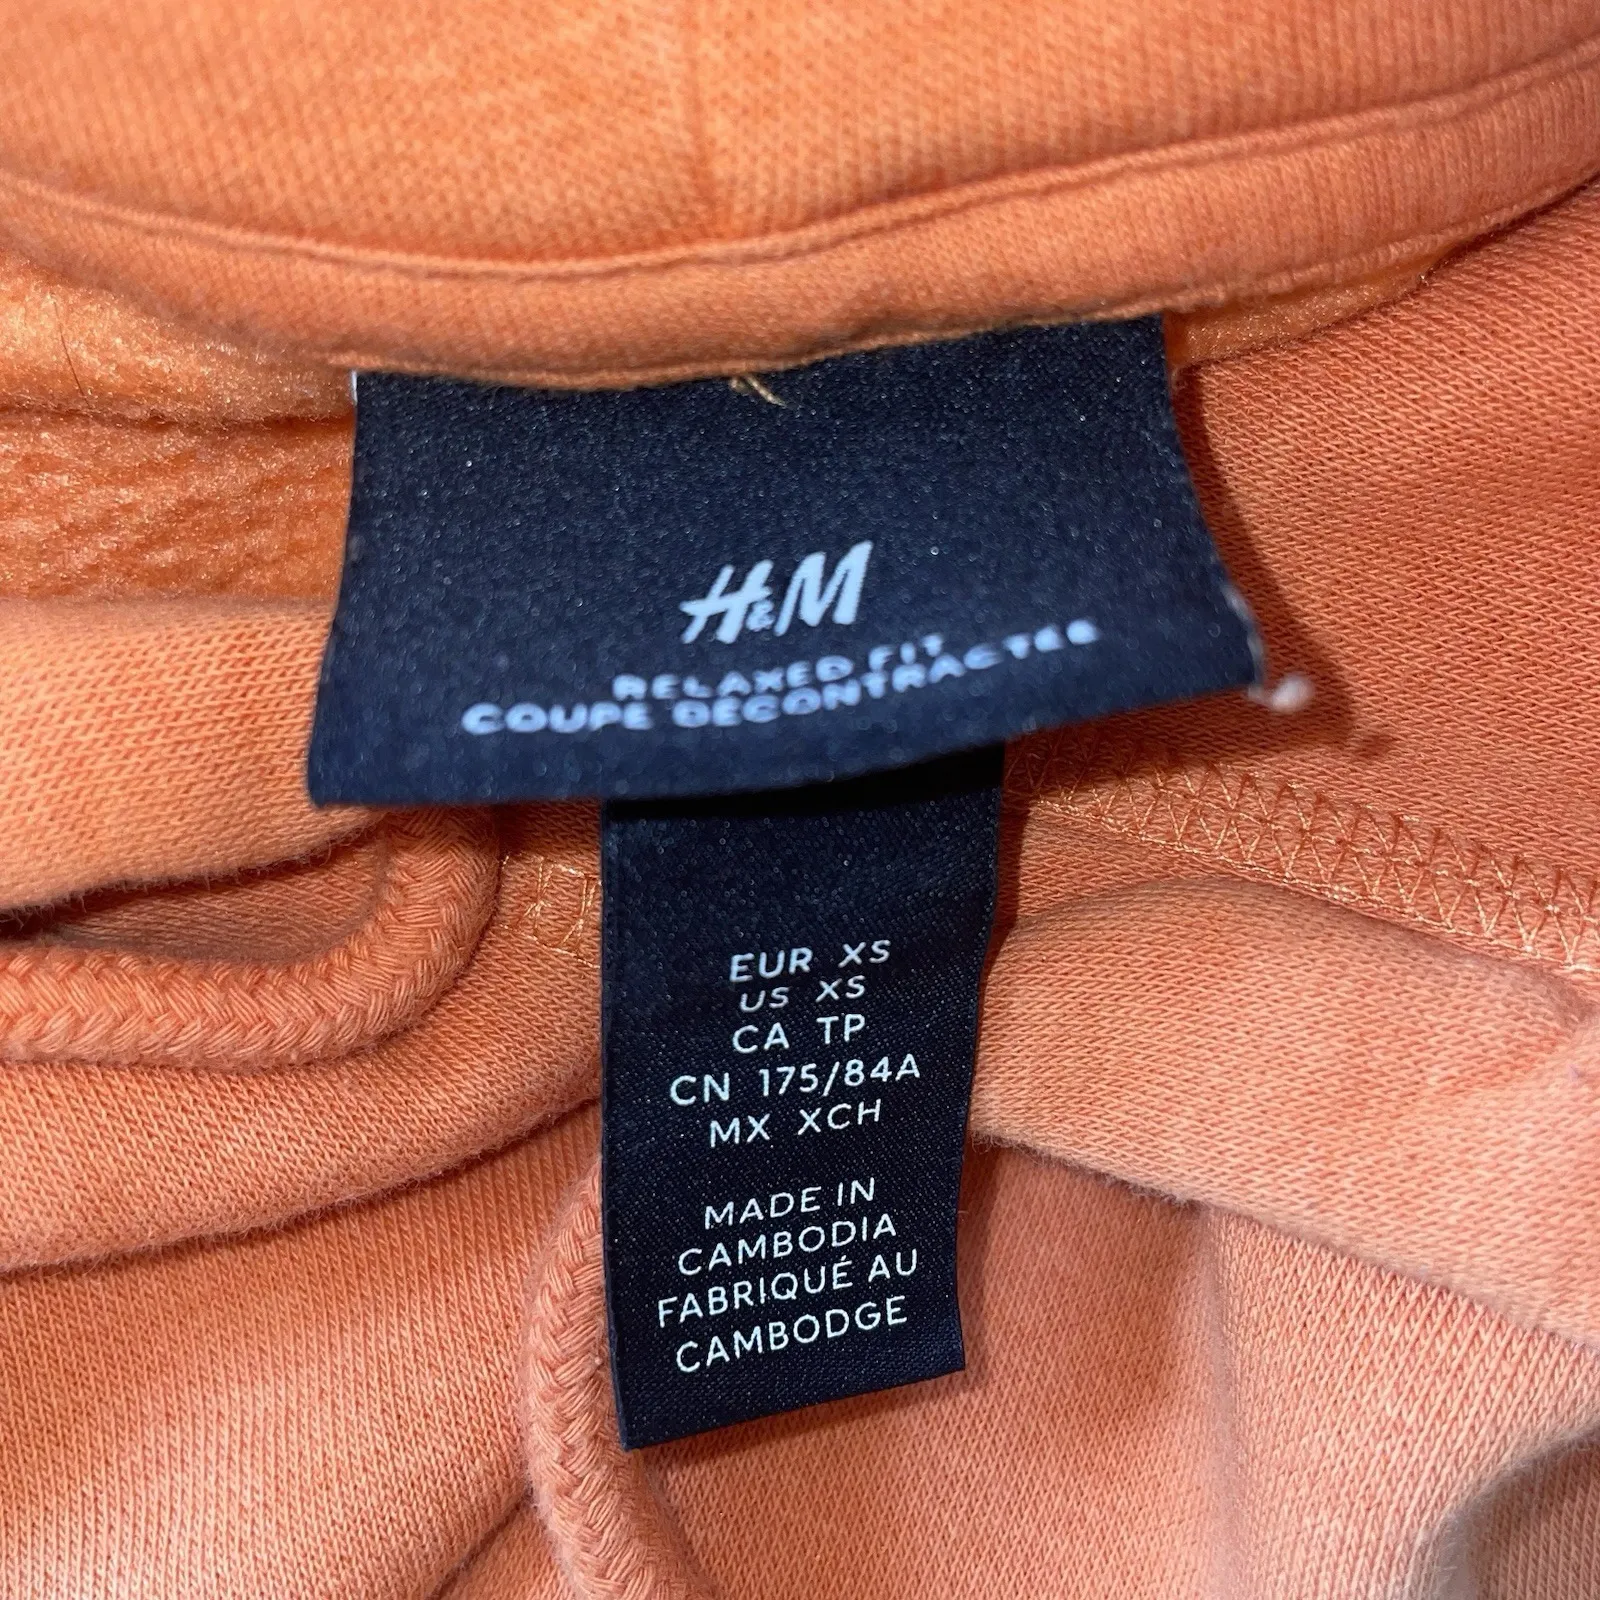 H&M
RELAXED FIT
COUPE DÉCONTRACTÉE
EUR XS
US XS
CA TP
CN 175/84A
MX XCH
MADE IN
CAMBODIA
FABRIQUÉ AU
CAMBODGE